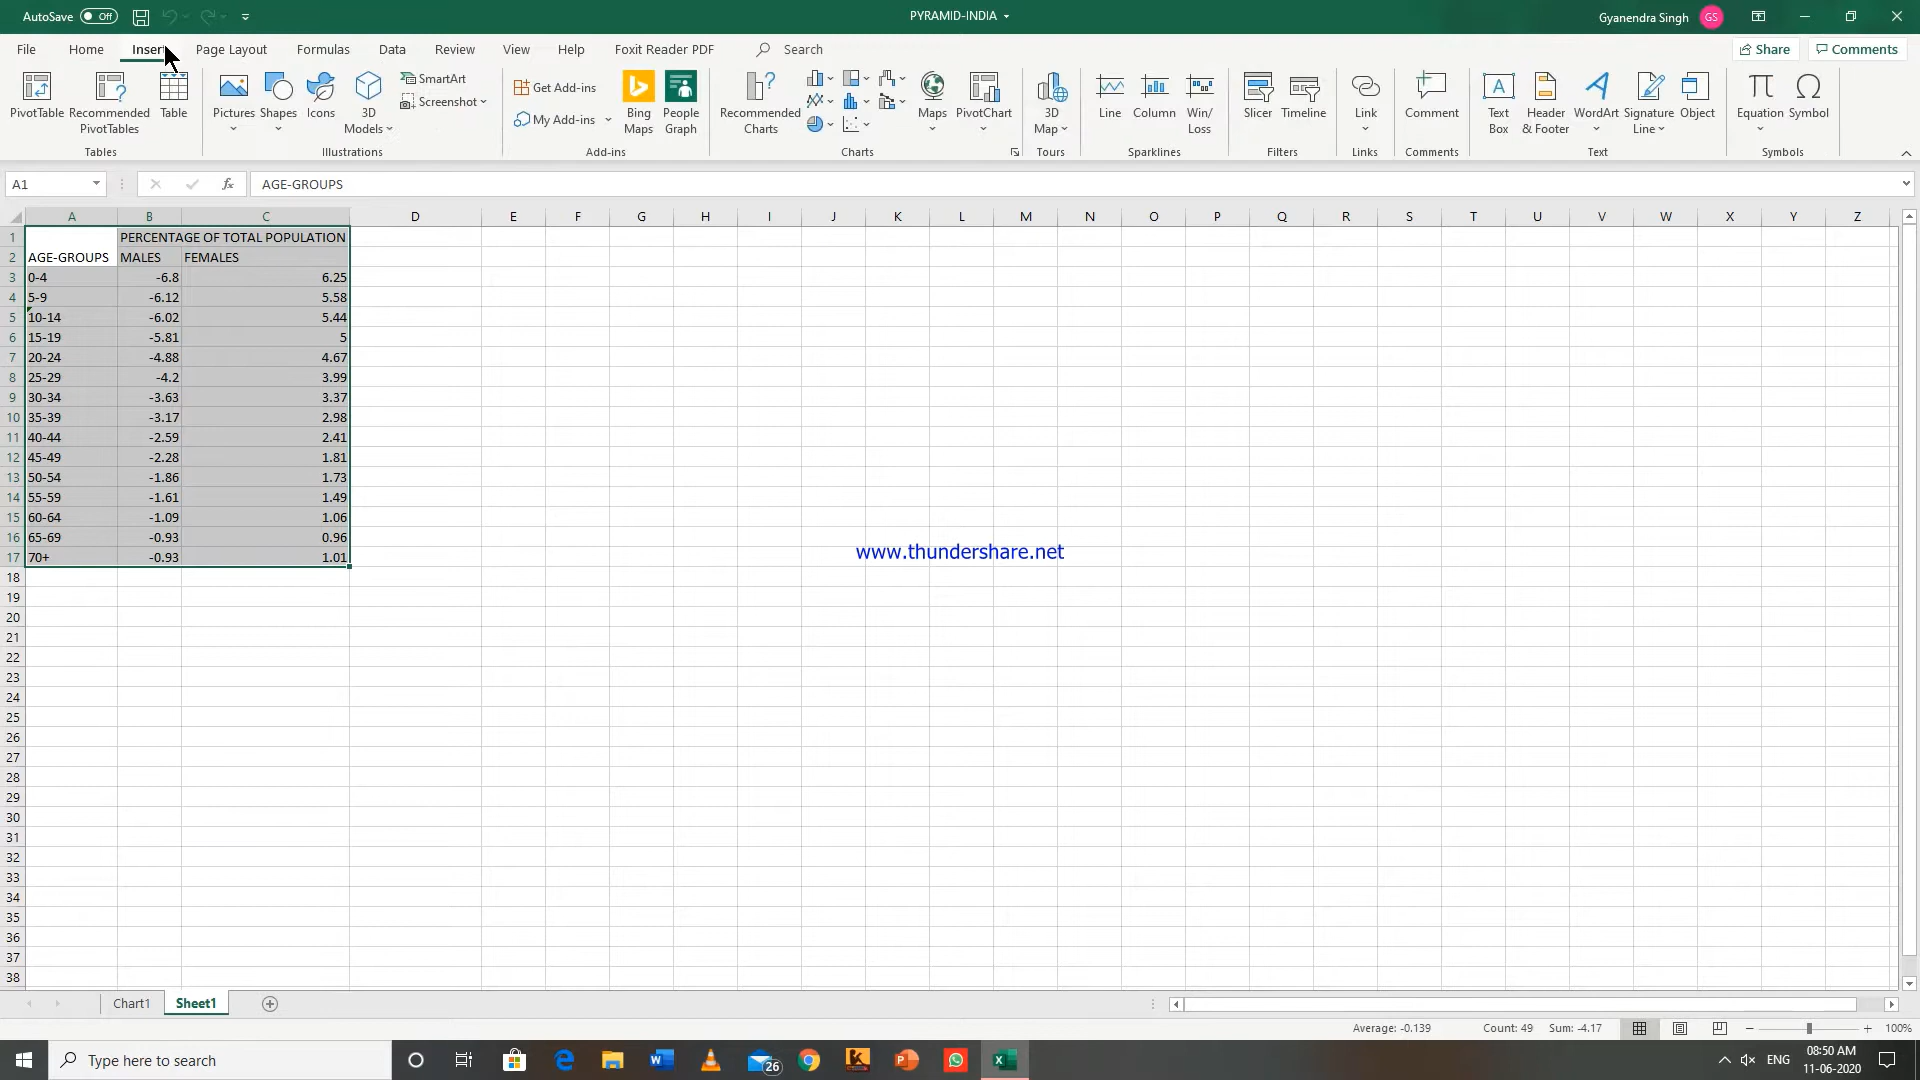 AutoSave Off PYRAMID-INDIA Gyanendra Singh GS
File Home Insert Page Layout Formulas Data Review View Help Foxit Reader PDF Search Share Comments
PivotTable Recommended PivotTables Table Pictures Shapes Icons 3D Models SmartArt Screenshot Get Add-ins My Add-ins Bing Maps People Graph Recommended Charts Maps PivotChart 3D Map Line Column Win/Loss Slicer Timeline Link Comment Text Box Header & Footer WordArt Signature Line Object Equation Symbol
Tables Illustrations Add-ins Charts Tours Sparklines Filters Links Comments Text Symbols
A1 fx AGE-GROUPS
A B C D E F G H I J K L M N O P Q R S T U V W X Y Z
1 PERCENTAGE OF TOTAL POPULATION
2 AGE-GROUPS MALES FEMALES
3 0-4 -6.8 6.25
4 5-9 -6.12 5.58
5 10-14 -6.02 5.44
6 15-19 -5.81 5
7 20-24 -4.88 4.67
8 25-29 -4.2 3.99
9 30-34 -3.63 3.37
10 35-39 -3.17 2.98
11 40-44 -2.59 2.41
12 45-49 -2.28 1.81
13 50-54 -1.86 1.73
14 55-59 -1.61 1.49
15 60-64 -1.09 1.06
16 65-69 -0.93 0.96
17 70+ -0.93 1.01
www.thundershare.net
18
19
20
21
22
23
24
25
26
27
28
29
30
31
32
33
34
35
36
37
38
Chart1 Sheet1
Average: -0.139 Count: 49 Sum: -4.17 100%
Type here to search 26 ENG 08:50 AM
11-06-2020